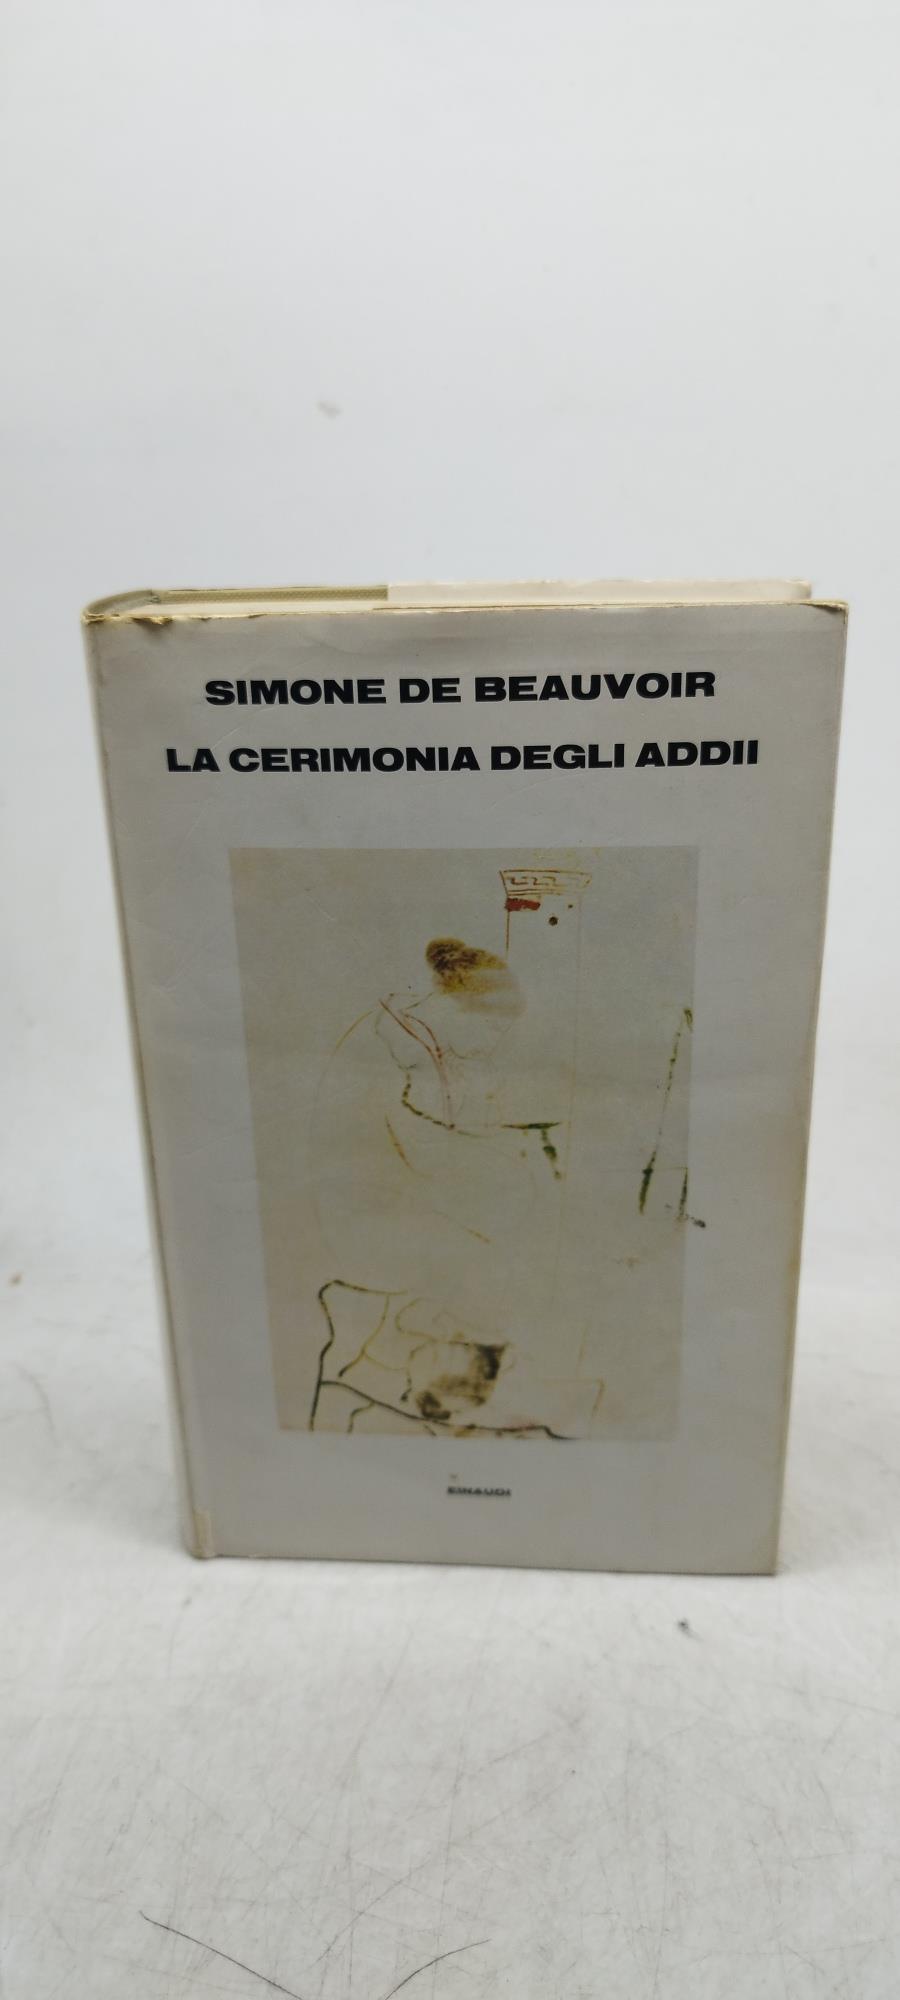 SIMONE DE BEAUVOIR
LA CERIMONIA DEGLI ADDII
EINAUDI